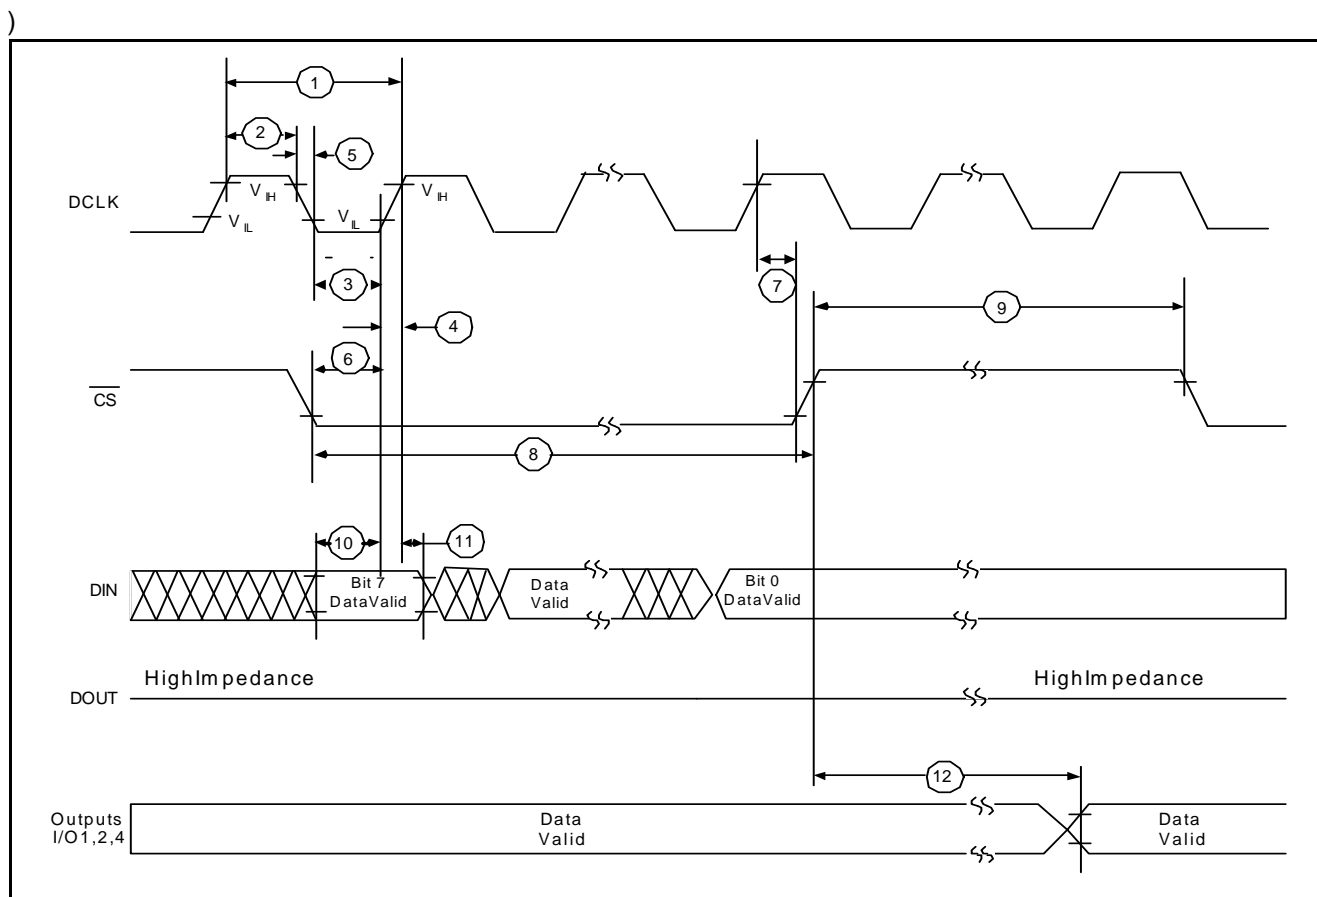 )
1
2
5
DCLK
V IH
V IL
V IL
V IH
3
7
4
9
6
CS
8
10
11
DIN
Bit 7
DataValid
Data
Valid
Bit 0
DataValid
HighImpedance
HighImpedance
DOUT
12
Outputs
I/O1,2,4
Data
Valid
Data
Valid